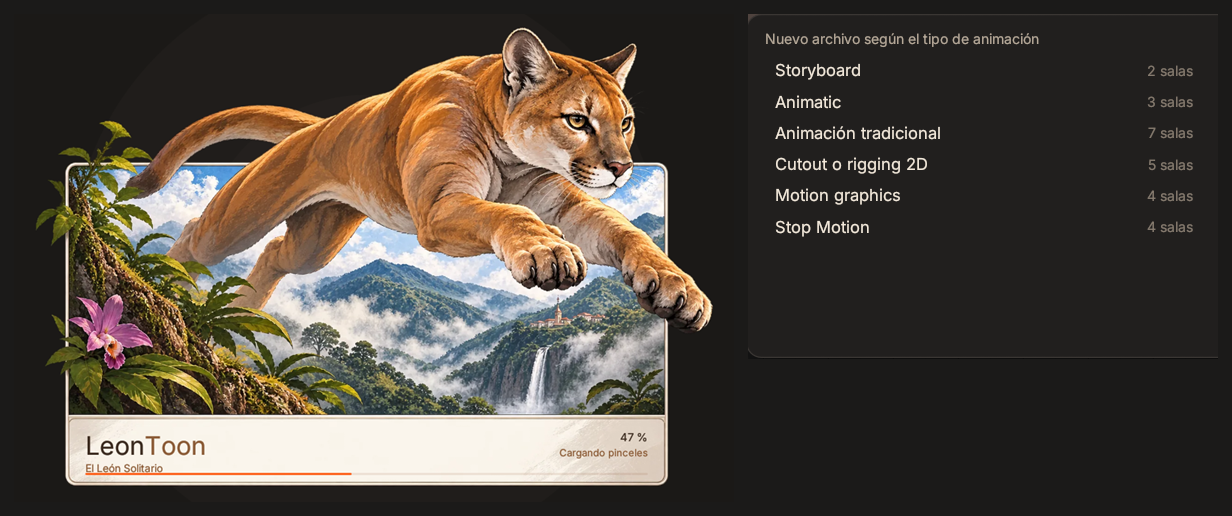 LeonToon
El León Solitario
47 %
Cargando pinceles
Nuevo archivo según el tipo de animación
Storyboard 2 salas
Animatic 3 salas
Animación tradicional 7 salas
Cutout o rigging 2D 5 salas
Motion graphics 4 salas
Stop Motion 4 salas